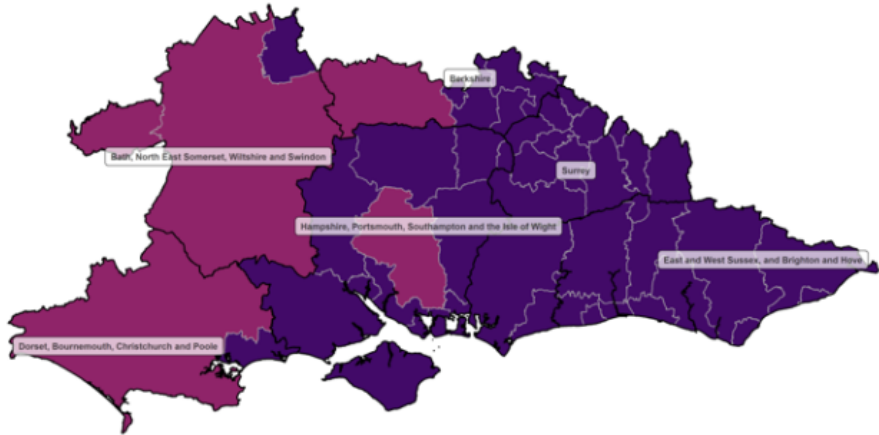 Berkshire
Bath, North East Somerset, Wiltshire and Swindon
Surrey
Hampshire, Portsmouth, Southampton and the Isle of Wight
East and West Sussex, and Brighton and Hove
Dorset, Bournemouth, Christchurch and Poole